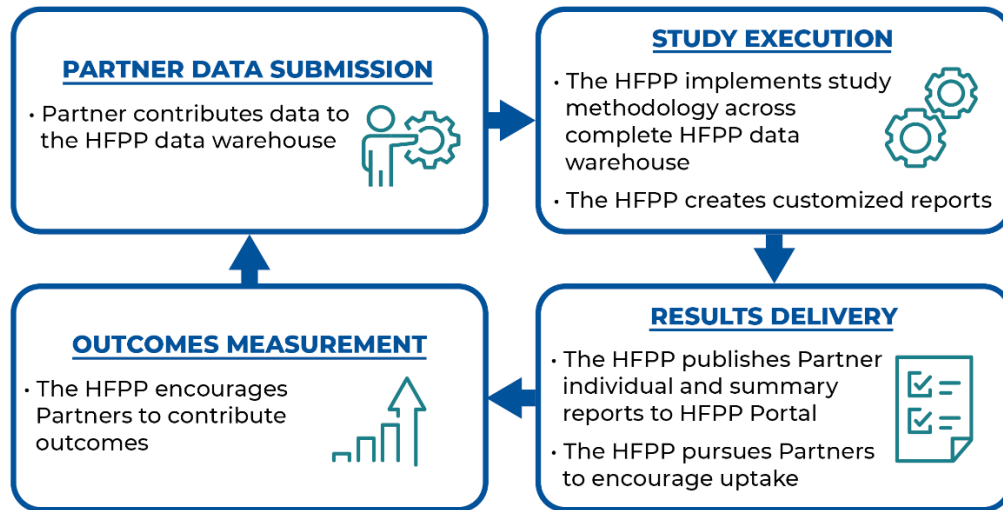 PARTNER DATA SUBMISSION
• Partner contributes data to
the HFPP data warehouse
STUDY EXECUTION
• The HFPP implements study
methodology across
complete HFPP data
warehouse
• The HFPP creates customized reports
OUTCOMES MEASUREMENT
• The HFPP encourages
Partners to contribute
outcomes
RESULTS DELIVERY
• The HFPP publishes Partner
individual and summary
reports to HFPP Portal
• The HFPP pursues Partners
to encourage uptake